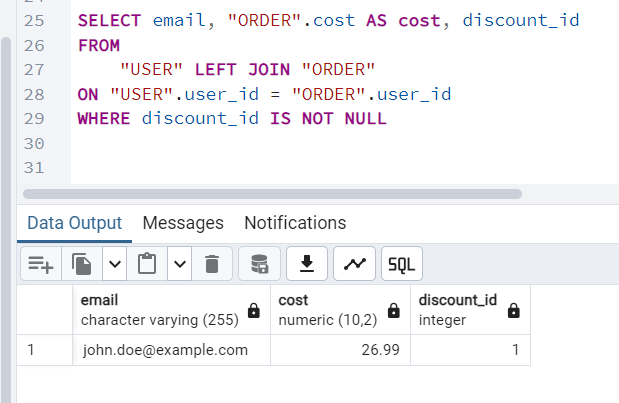 25 SELECT email, "ORDER".cost AS cost, discount_id
26 FROM
27 "USER" LEFT JOIN "ORDER"
28 ON "USER".user_id = "ORDER".user_id
29 WHERE discount_id IS NOT NULL
30
31
Data Output Messages Notifications
SQL
email cost discount_id
character varying (255) numeric (10,2) integer
1 john.doe@example.com 26.99 1